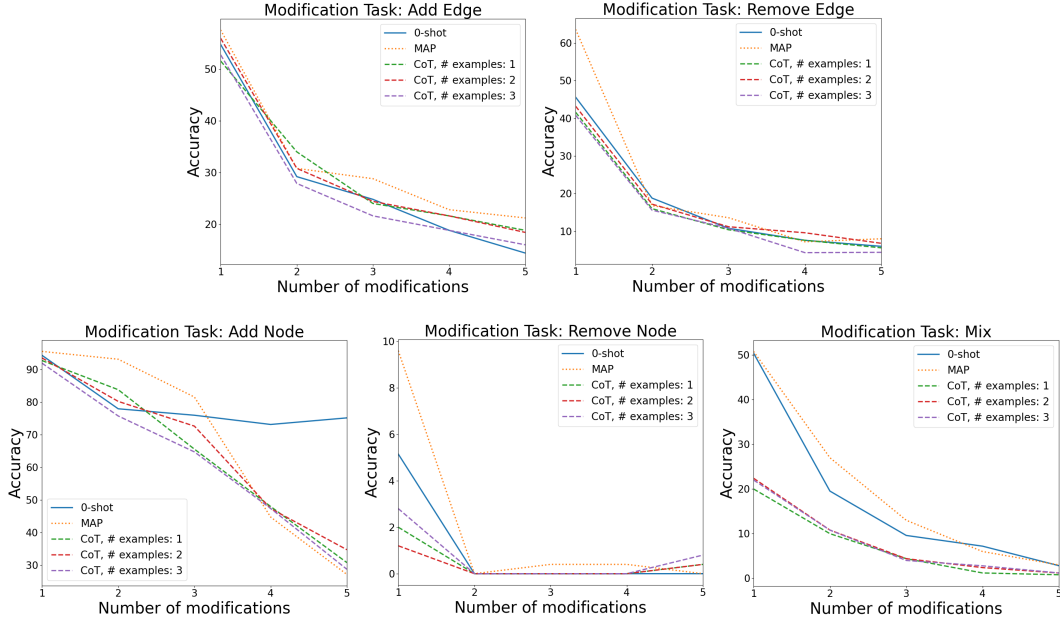 Modification Task: Add Edge
50
40
30
20
Accuracy
1
2
3
4
5
Number of modifications
0-shot
MAP
CoT, # examples: 1
CoT, # examples: 2
CoT, # examples: 3
Modification Task: Remove Edge
60
50
40
30
20
10
Accuracy
1
2
3
4
5
Number of modifications
0-shot
MAP
CoT, # examples: 1
CoT, # examples: 2
CoT, # examples: 3
Modification Task: Add Node
90
80
70
60
50
40
30
Accuracy
1
2
3
4
5
Number of modifications
0-shot
MAP
CoT, # examples: 1
CoT, # examples: 2
CoT, # examples: 3
Modification Task: Remove Node
10
8
6
4
2
0
Accuracy
1
2
3
4
5
Number of modifications
0-shot
MAP
CoT, # examples: 1
CoT, # examples: 2
CoT, # examples: 3
Modification Task: Mix
50
40
30
20
10
0
Accuracy
1
2
3
4
5
Number of modifications
0-shot
MAP
CoT, # examples: 1
CoT, # examples: 2
CoT, # examples: 3